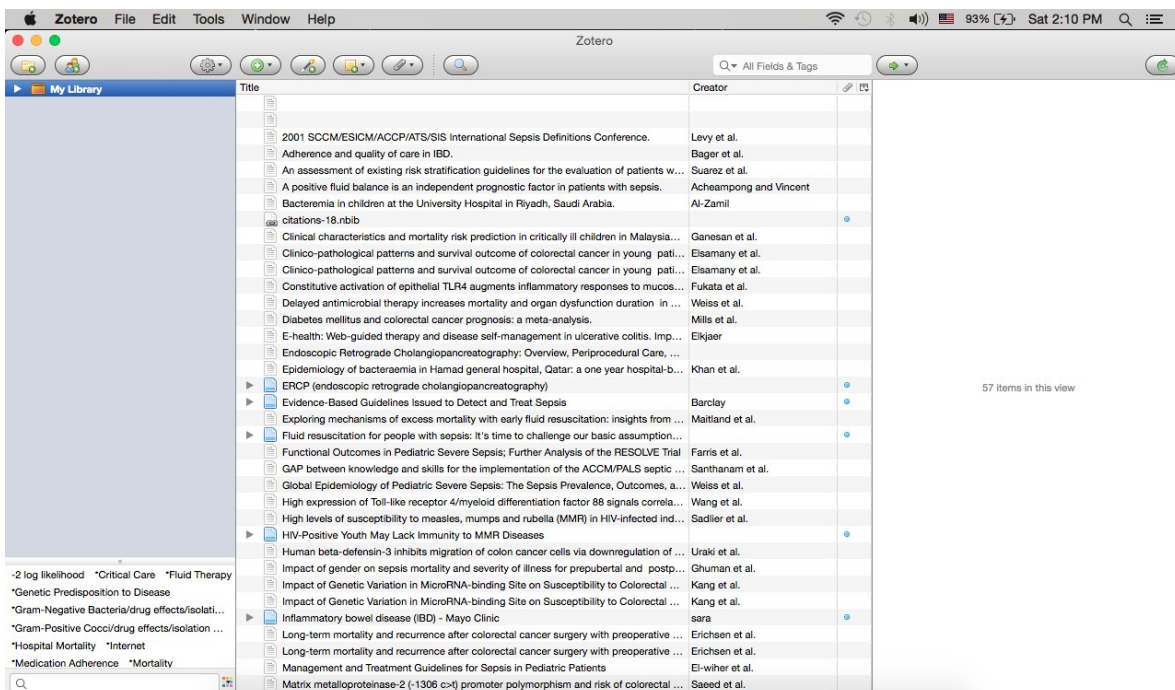 Zotero File Edit Tools Window Help 93% Sat 2:10 PM
Zotero
All Fields & Tags
My Library
Title Creator
2001 SCCM/ESICM/ACCP/ATS/SIS International Sepsis Definitions Conference. Levy et al.
Adherence and quality of care in IBD. Bager et al.
An assessment of existing risk stratification guidelines for the evaluation of patients w... Suarez et al.
A positive fluid balance is an independent prognostic factor in patients with sepsis. Acheampong and Vincent
Bacteremia in children at the University Hospital in Riyadh, Saudi Arabia. Al-Zamil
citations-18.nbib
Clinical characteristics and mortality risk prediction in critically ill children in Malaysia... Ganesan et al.
Clinico-pathological patterns and survival outcome of colorectal cancer in young pati... Elsamany et al.
Clinico-pathological patterns and survival outcome of colorectal cancer in young pati... Elsamany et al.
Constitutive activation of epithelial TLR4 augments inflammatory responses to mucos... Fukata et al.
Delayed antimicrobial therapy increases mortality and organ dysfunction duration in ... Weiss et al.
Diabetes mellitus and colorectal cancer prognosis: a meta-analysis. Mills et al.
E-health: Web-guided therapy and disease self-management in ulcerative colitis. Imp... Elkjaer
Endoscopic Retrograde Cholangiopancreatography: Overview, Periprocedural Care, ...
Epidemiology of bacteraemia in Hamad general hospital, Qatar: a one year hospital-b... Khan et al.
ERCP (endoscopic retrograde cholangiopancreatography)
Evidence-Based Guidelines Issued to Detect and Treat Sepsis Barclay
Exploring mechanisms of excess mortality with early fluid resuscitation: insights from ... Maitland et al.
Fluid resuscitation for people with sepsis: It's time to challenge our basic assumption...
Functional Outcomes in Pediatric Severe Sepsis; Further Analysis of the RESOLVE Trial Farris et al.
GAP between knowledge and skills for the implementation of the ACCM/PALS septic ... Santhanam et al.
Global Epidemiology of Pediatric Severe Sepsis: The Sepsis Prevalence, Outcomes, a... Weiss et al.
High expression of Toll-like receptor 4/myeloid differentiation factor 88 signals correla... Wang et al.
High levels of susceptibility to measles, mumps and rubella (MMR) in HIV-infected ind... Sadlier et al.
HIV-Positive Youth May Lack Immunity to MMR Diseases
Human beta-defensin-3 inhibits migration of colon cancer cells via downregulation of ... Uraki et al.
Impact of gender on sepsis mortality and severity of illness for prepubertal and postp... Ghuman et al.
Impact of Genetic Variation in MicroRNA-binding Site on Susceptibility to Colorectal ... Kang et al.
Impact of Genetic Variation in MicroRNA-binding Site on Susceptibility to Colorectal ... Kang et al.
Inflammatory bowel disease (IBD) - Mayo Clinic sara
Long-term mortality and recurrence after colorectal cancer surgery with preoperative ... Erichsen et al.
Long-term mortality and recurrence after colorectal cancer surgery with preoperative ... Erichsen et al.
Management and Treatment Guidelines for Sepsis in Pediatric Patients El-wiher et al.
Matrix metalloproteinase-2 (-1306 c>t) promoter polymorphism and risk of colorectal ... Saeed et al.
57 items in this view
-2 log likelihood *Critical Care *Fluid Therapy
*Genetic Predisposition to Disease
*Gram-Negative Bacteria/drug effects/isolati...
*Gram-Positive Cocci/drug effects/isolation ...
*Hospital Mortality *Internet
*Medication Adherence *Mortality